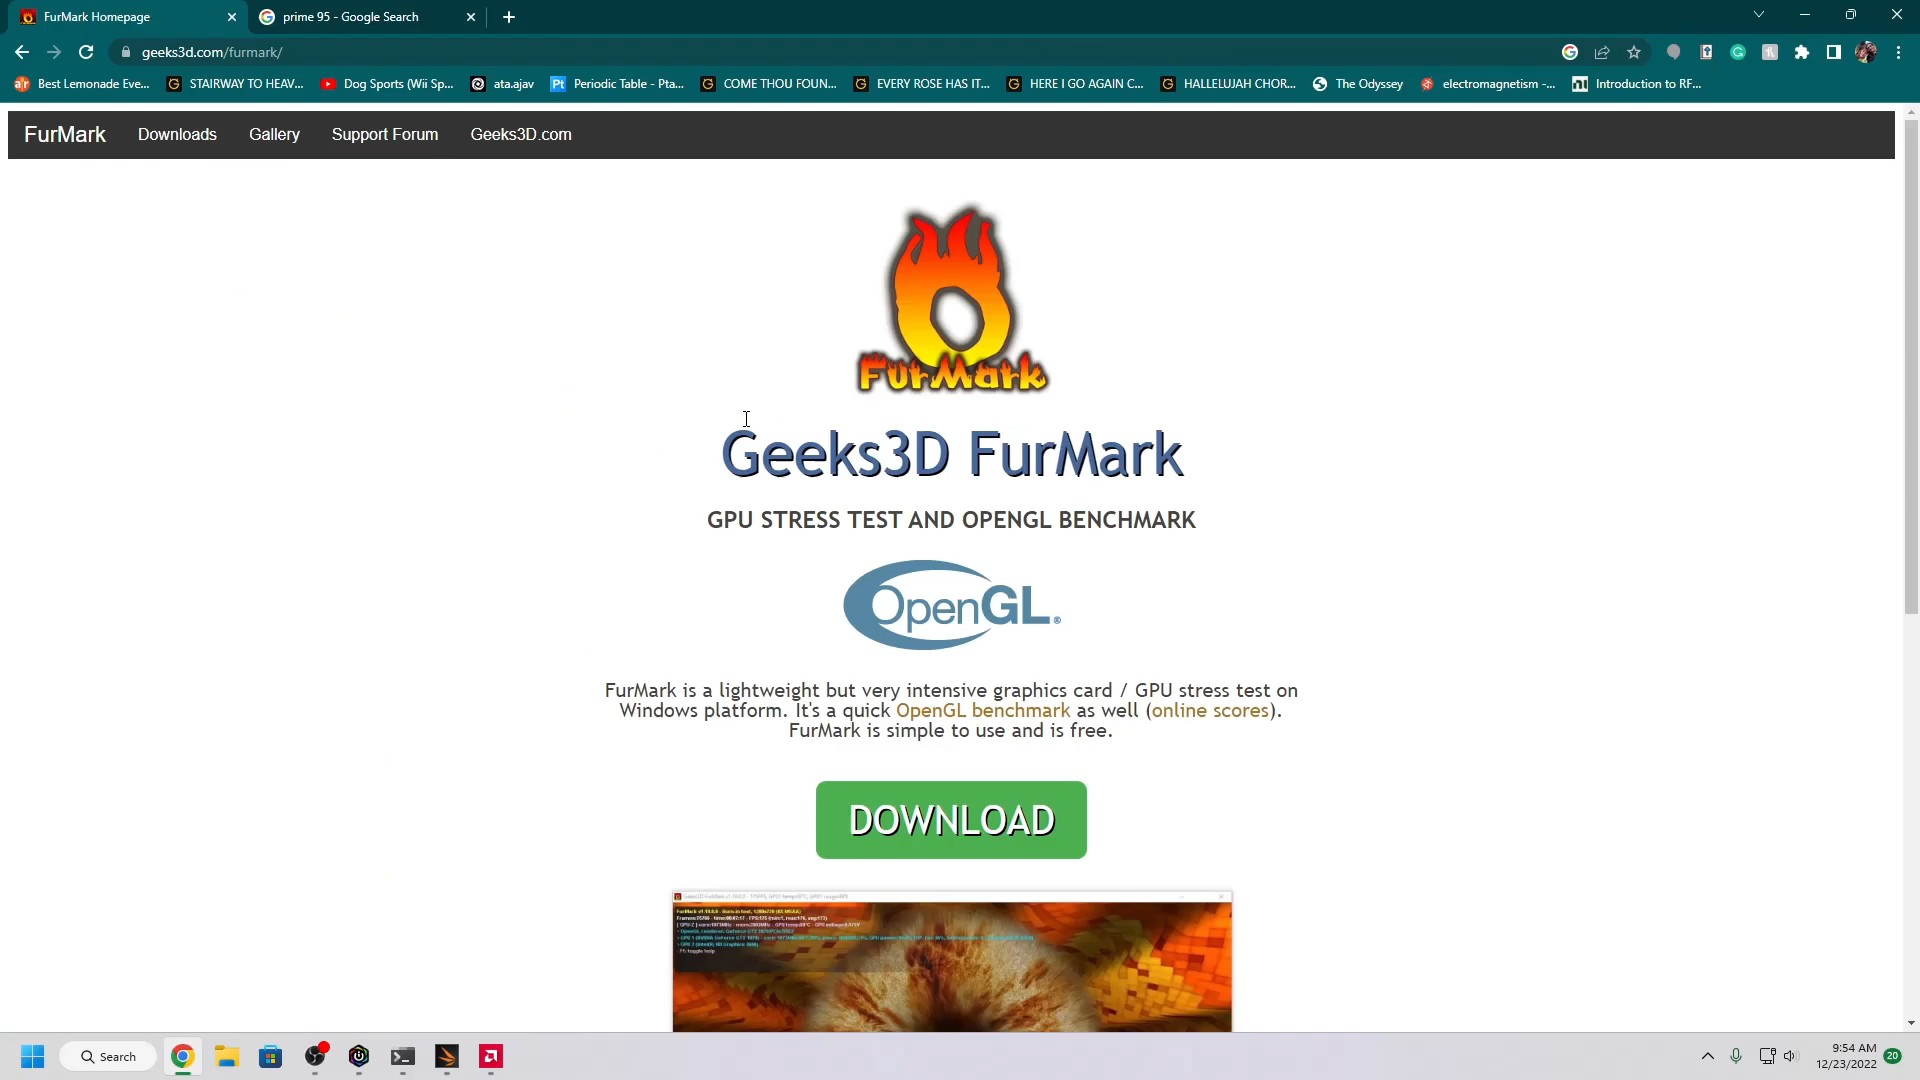 FurMark Homepage
prime 95 - Google Search
geeks3d.com/furmark/
Best Lemonade Eve...
STAIRWAY TO HEAV...
Dog Sports (Wii Sp...
ata.ajav
Periodic Table - Pta...
COME THOU FOUN...
EVERY ROSE HAS IT...
HERE I GO AGAIN C...
HALLELUJAH CHOR...
The Odyssey
electromagnetism -...
Introduction to RF...
FurMark
Downloads
Gallery
Support Forum
Geeks3D.com
FurMark
Geeks3D FurMark
GPU STRESS TEST AND OPENGL BENCHMARK
OpenGL®
FurMark is a lightweight but very intensive graphics card / GPU stress test on
Windows platform. It's a quick OpenGL benchmark as well (online scores).
FurMark is simple to use and is free.
DOWNLOAD
Search
9:54 AM
12/23/2022
20